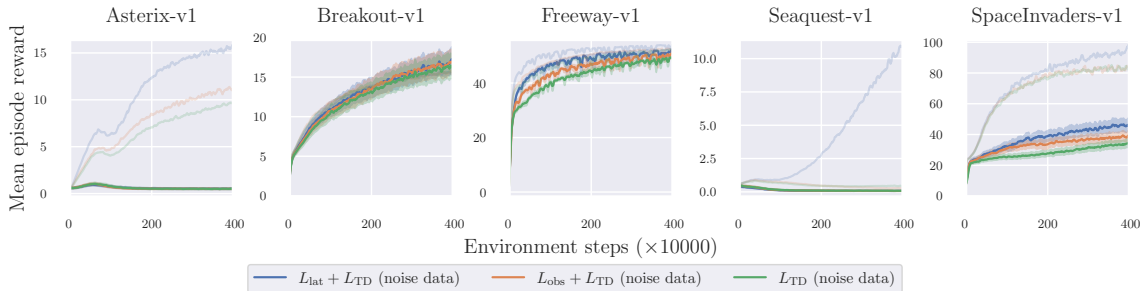 Asterix-v1 Breakout-v1 Freeway-v1 Seaquest-v1 SpaceInvaders-v1
Mean episode reward
15
10
5
0
0 200 400
20
15
10
5
0
0 200 400
40
20
0
0 200 400
10.0
7.5
5.0
2.5
0.0
0 200 400
100
80
60
40
20
0
0 200 400
Environment steps (×10000)
L_lat + L_TD (noise data) L_obs + L_TD (noise data) L_TD (noise data)